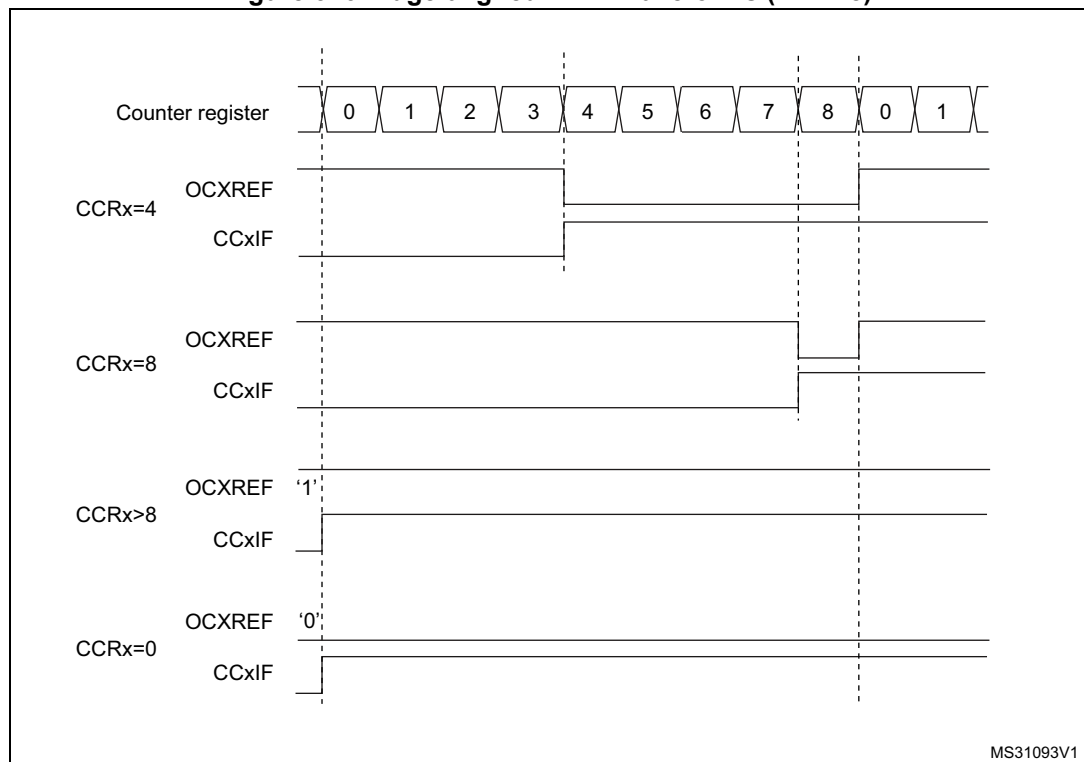 Counter register 0 1 2 3 4 5 6 7 8 0 1
OCXREF
CCRx=4
CCxIF
OCXREF
CCRx=8
CCxIF
OCXREF '1'
CCRx>8
CCxIF
OCXREF '0'
CCRx=0
CCxIF
MS31093V1